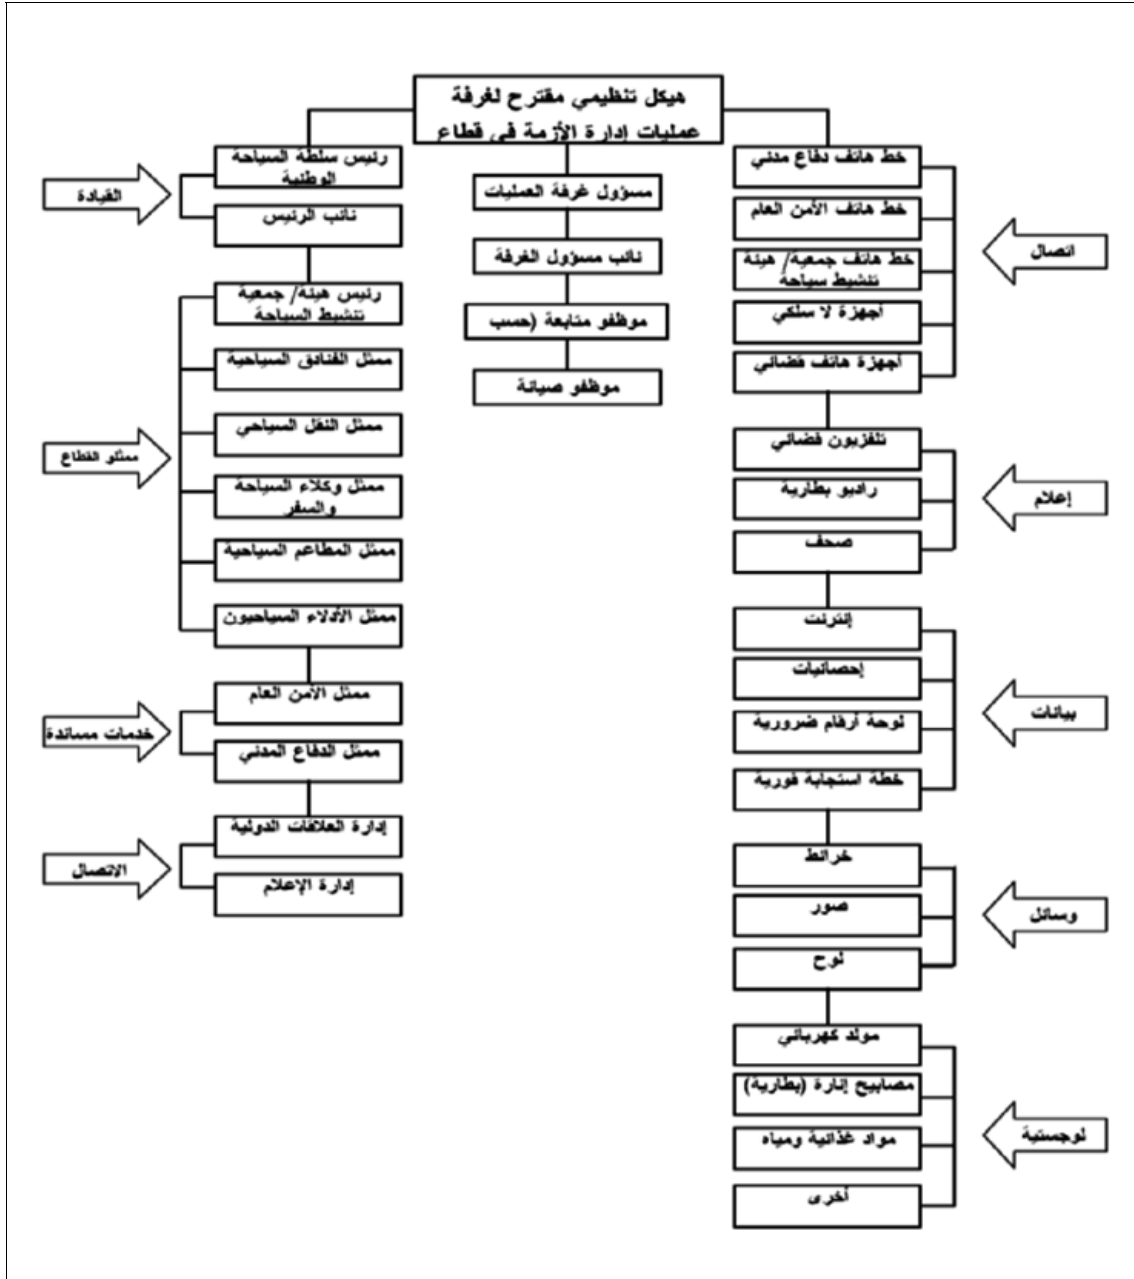 هيكل تنظيمي مقترح لغرفة
عمليات إدارة الأزمة في قطاع
خط هاتف دفاع مدني
خط هاتف الأمن العام
خط هاتف جمعية/ هيئة
تنشيط سياحة
أجهزة لا سلكي
أجهزة هاتف فضائي
اتصال
تلفزيون فضائي
راديو بطارية
صحف
إعلام
إنترنت
إحصائيات
لوحة أرقام ضرورية
خطة استجابة فورية
بيانات
خرائط
صور
لوح
وسائل
مولد كهربائي
مصابيح إنارة (بطارية)
مواد غذائية ومياه
أخرى
لوجستية
مسؤول غرفة العمليات
نائب مسؤول الغرفة
موظفو متابعة (حسب
موظفو صيانة
رئيس سلطة السياحة
الوطنية
نائب الرئيس
القيادة
رئيس هيئة/ جمعية
تنشيط السياحة
ممثل الفنادق السياحية
ممثل النقل السياحي
ممثل وكلاء السياحة
والسفر
ممثل المطاعم السياحية
ممثل الأدلاء السياحيون
ممثلو القطاع
ممثل الأمن العام
ممثل الدفاع المدني
خدمات مساندة
إدارة العلاقات الدولية
إدارة الإعلام
الاتصال